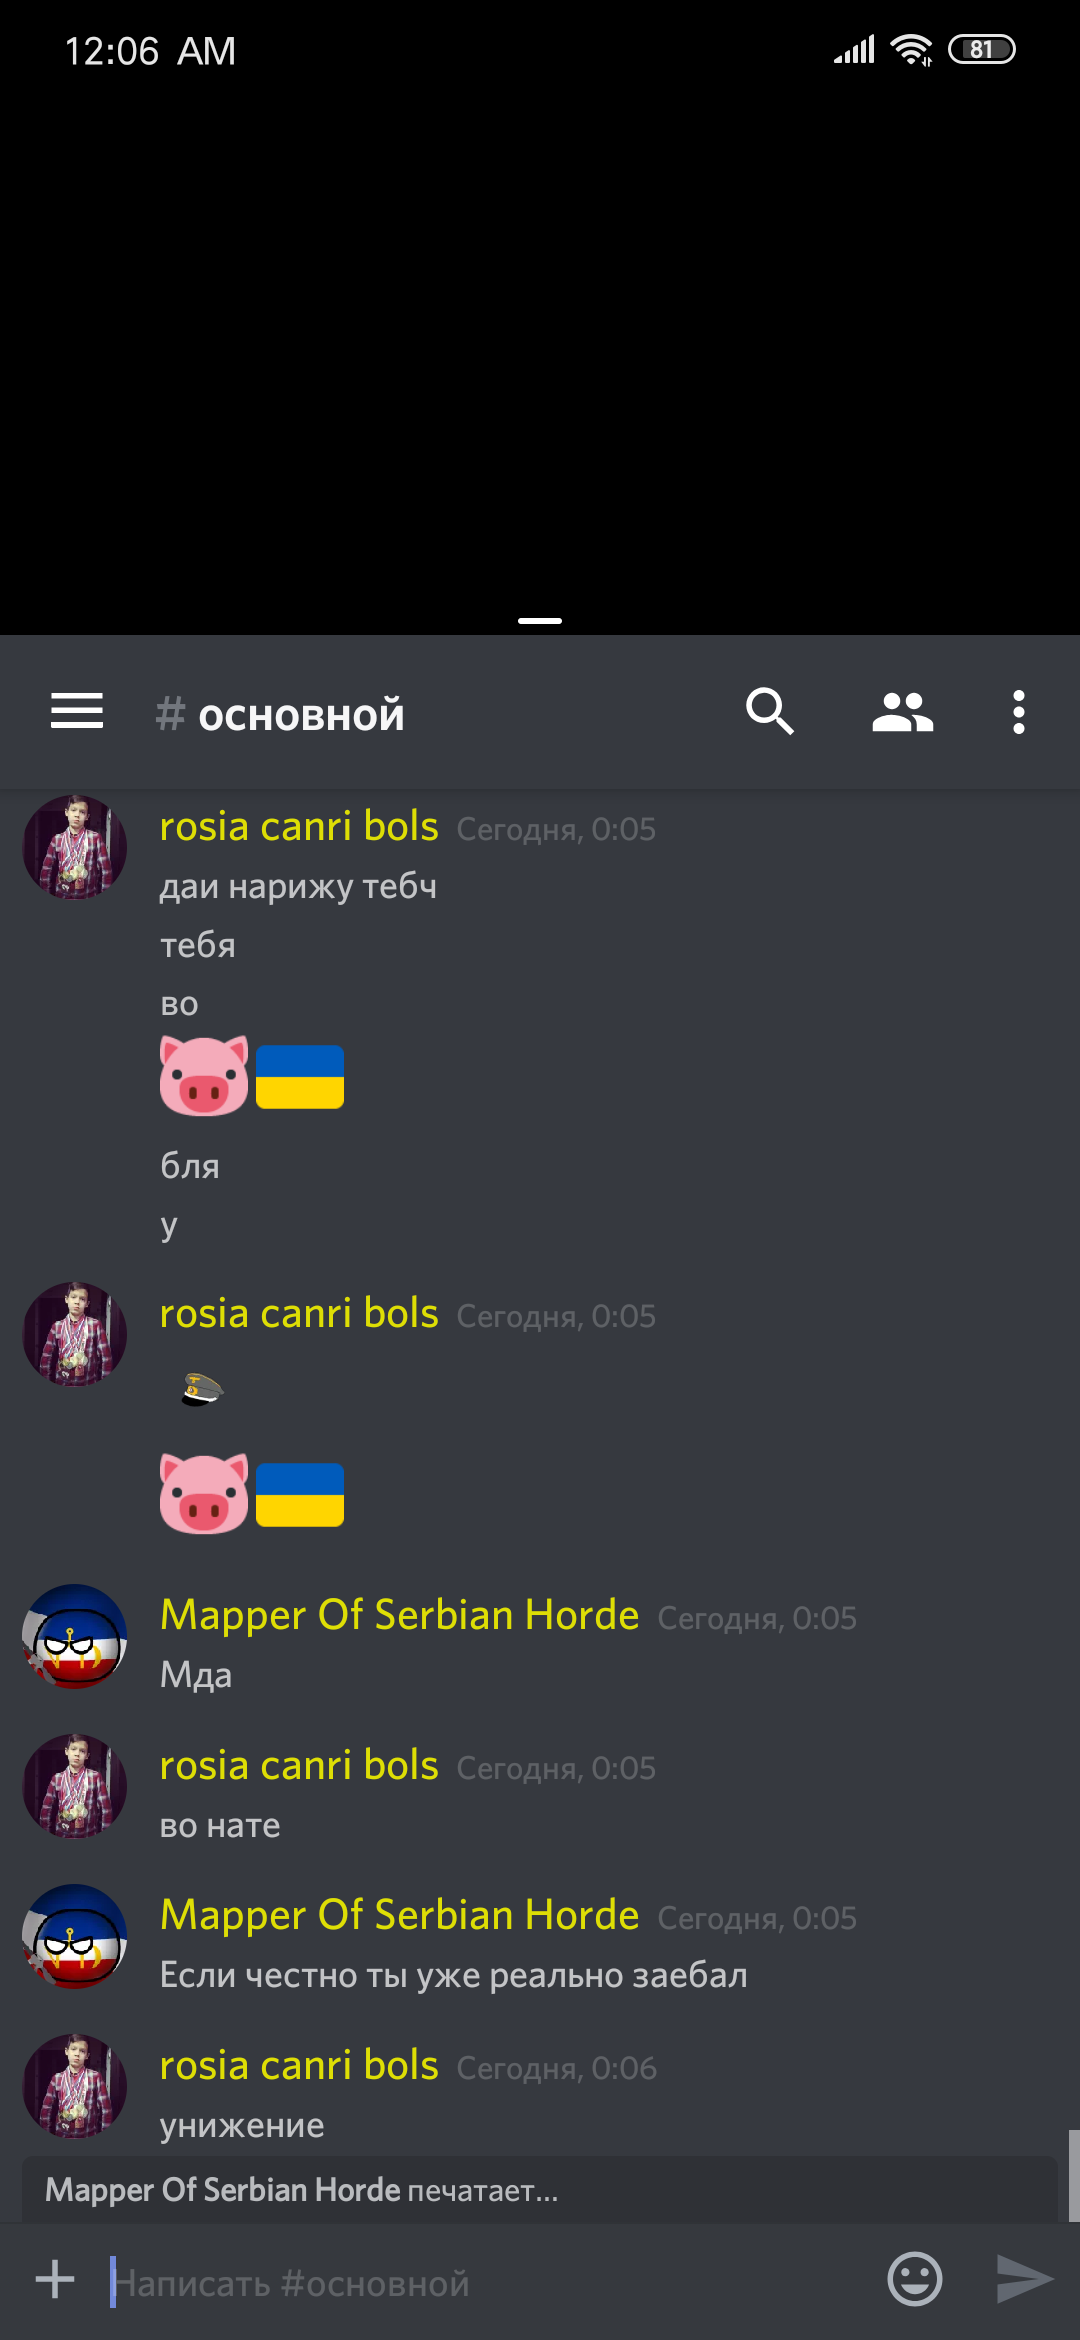 12:06 AM
81
# основной
rosia canri bols Сегодня, 0:05
даи нарижу тебч
тебя
во
бля
у
rosia canri bols Сегодня, 0:05
Mapper Of Serbian Horde Сегодня, 0:05
Мда
rosia canri bols Сегодня, 0:05
во нате
Mapper Of Serbian Horde Сегодня, 0:05
Если честно ты уже реально заебал
rosia canri bols Сегодня, 0:06
унижение
Mapper Of Serbian Horde печатает...
Написать #основной